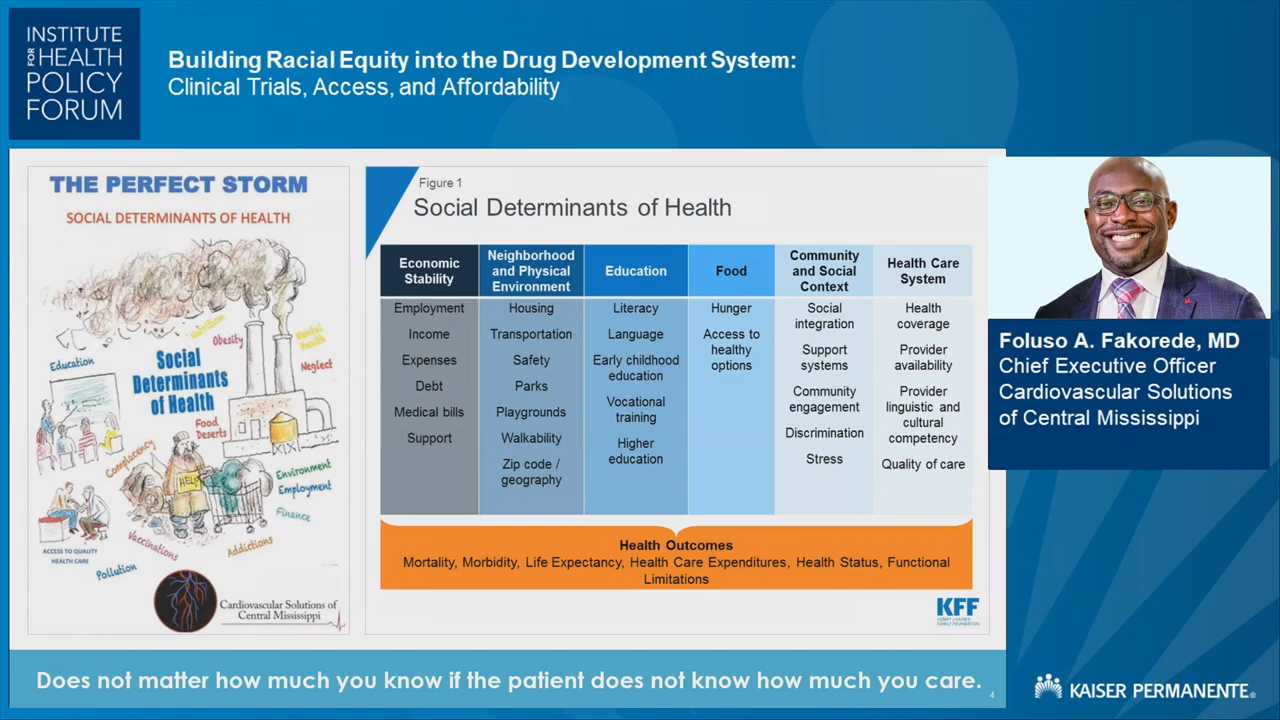 INSTITUTE
FOR HEALTH
POLICY
FORUM
Building Racial Equity into the Drug Development System:
Clinical Trials, Access, and Affordability
THE PERFECT STORM
SOCIAL DETERMINANTS OF HEALTH
Nutrition
Obesity
Mental
Health
Neglect
Education
Social
Determinants
of Health
Food
Deserts
Complacency
HELP
Environment
Employment
Finance
Vaccinations
Addictions
ACCESS TO QUALITY
HEALTH CARE
Pollution
Cardiovascular Solutions of
Central Mississippi
Figure 1
Social Determinants of Health
Economic
Stability
Employment
Income
Expenses
Debt
Medical bills
Support
Neighborhood
and Physical
Environment
Housing
Transportation
Safety
Parks
Playgrounds
Walkability
Zip code /
geography
Education
Literacy
Language
Early childhood
education
Vocational
training
Higher
education
Food
Hunger
Access to
healthy
options
Community
and Social
Context
Social
integration
Support
systems
Community
engagement
Discrimination
Stress
Health Care
System
Health
coverage
Provider
availability
Provider
linguistic and
cultural
competency
Quality of care
Health Outcomes
Mortality, Morbidity, Life Expectancy, Health Care Expenditures, Health Status, Functional
Limitations
KFF
HENRY J KAISER
FAMILY FOUNDATION
Foluso A. Fakorede, MD
Chief Executive Officer
Cardiovascular Solutions
of Central Mississippi
Does not matter how much you know if the patient does not know how much you care.
4
KAISER PERMANENTE®